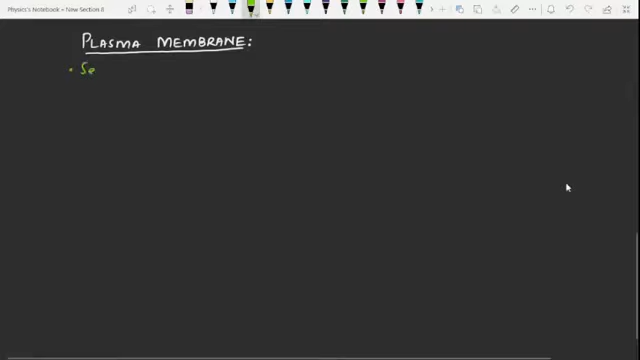 Physics's Notebook » New Section 8
PLASMA MEMBRANE:
• Se